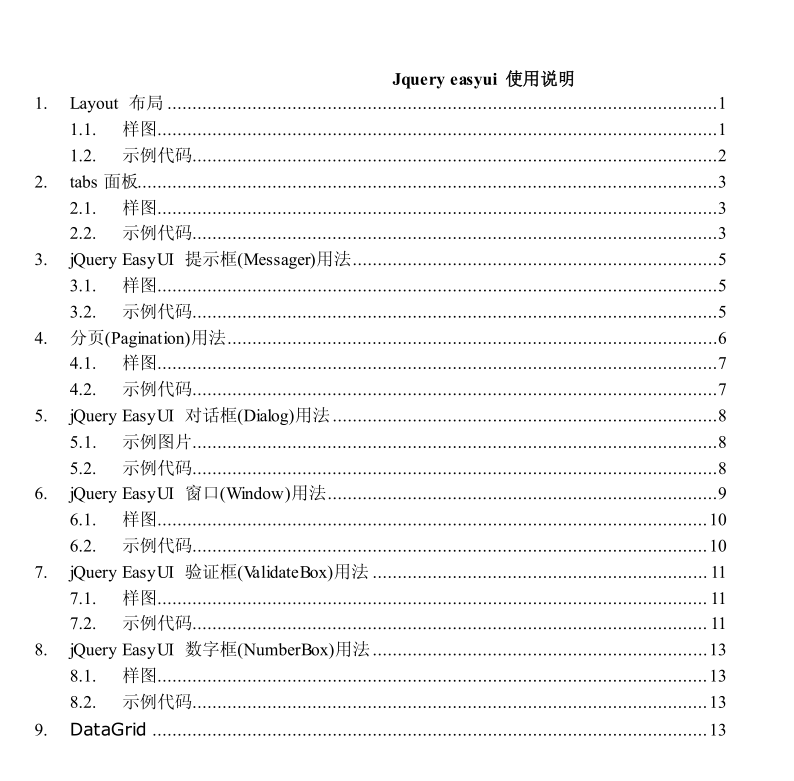 Jquery easyui 使用说明
1. Layout 布局 ........ 1
1.1. 样图 ........ 1
1.2. 示例代码 ........ 2
2. tabs 面板 ........ 3
2.1. 样图 ........ 3
2.2. 示例代码 ........ 3
3. jQuery EasyUI 提示框(Messager)用法 ........ 5
3.1. 样图 ........ 5
3.2. 示例代码 ........ 5
4. 分页(Pagination)用法 ........ 6
4.1. 样图 ........ 7
4.2. 示例代码 ........ 7
5. jQuery EasyUI 对话框(Dialog)用法 ........ 8
5.1. 示例图片 ........ 8
5.2. 示例代码 ........ 8
6. jQuery EasyUI 窗口(Window)用法 ........ 9
6.1. 样图 ........ 10
6.2. 示例代码 ........ 10
7. jQuery EasyUI 验证框(ValidateBox)用法 ........ 11
7.1. 样图 ........ 11
7.2. 示例代码 ........ 11
8. jQuery EasyUI 数字框(NumberBox)用法 ........ 13
8.1. 样图 ........ 13
8.2. 示例代码 ........ 13
9. DataGrid ........ 13